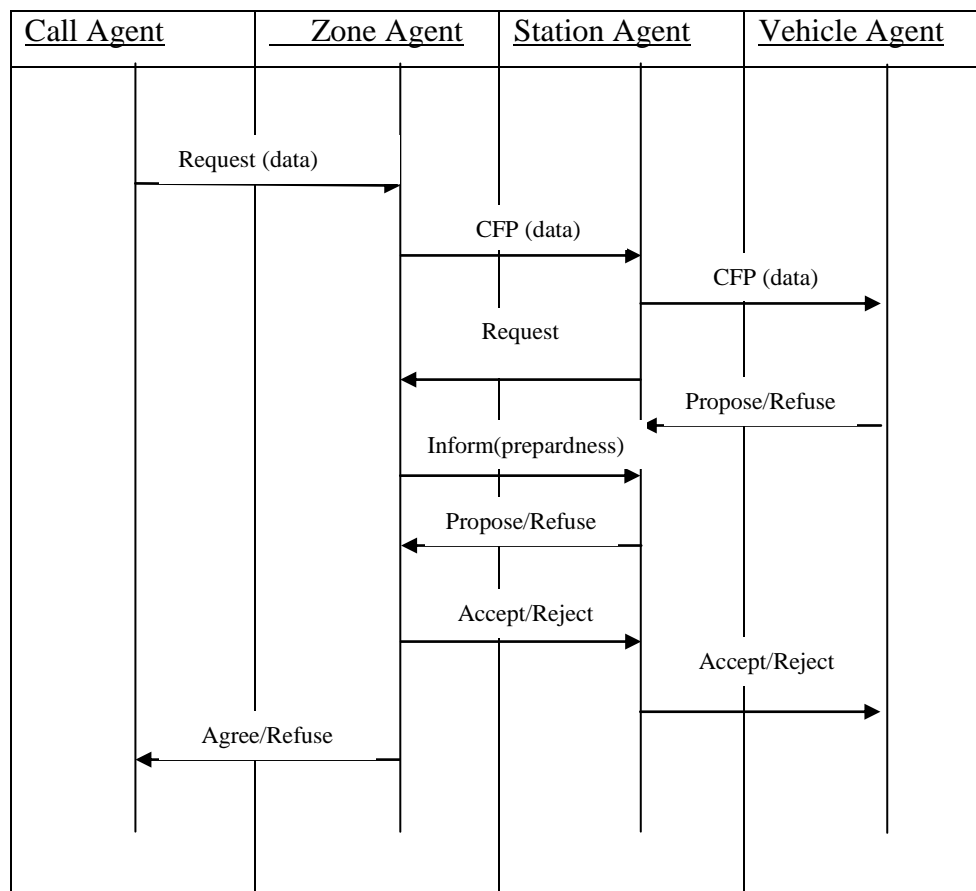 Call Agent
Zone Agent
Station Agent
Vehicle Agent
Request (data)
CFP (data)
CFP (data)
Request
Propose/Refuse
Inform(prepardness)
Propose/Refuse
Accept/Reject
Accept/Reject
Agree/Refuse